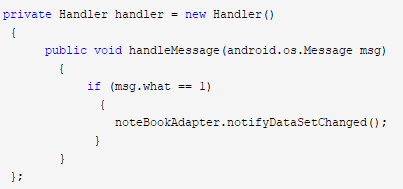 private Handler handler = new Handler()
{
public void handleMessage(android.os.Message msg)
{
if (msg.what == 1)
{
noteBookAdapter.notifyDataSetChanged();
}
}
};